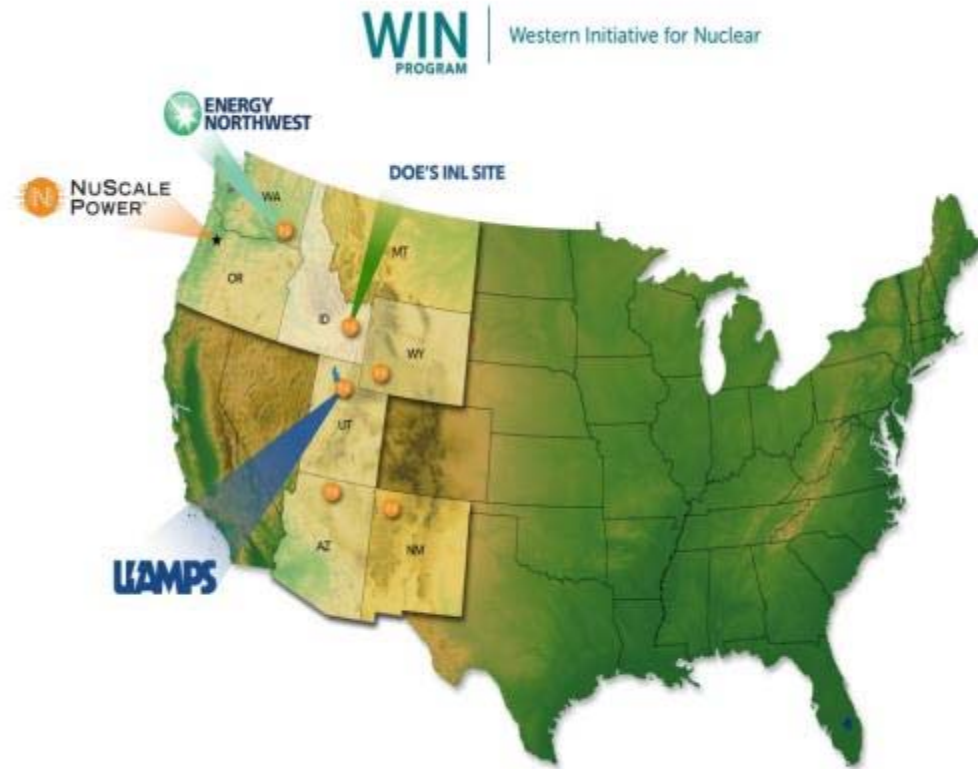 WIN
PROGRAM
Western Initiative for Nuclear
ENERGY
NORTHWEST
DOE'S INL SITE
NUSCALE
POWER™
WA
MT
OR
ID
WY
UT
AZ
NM
UAMPS